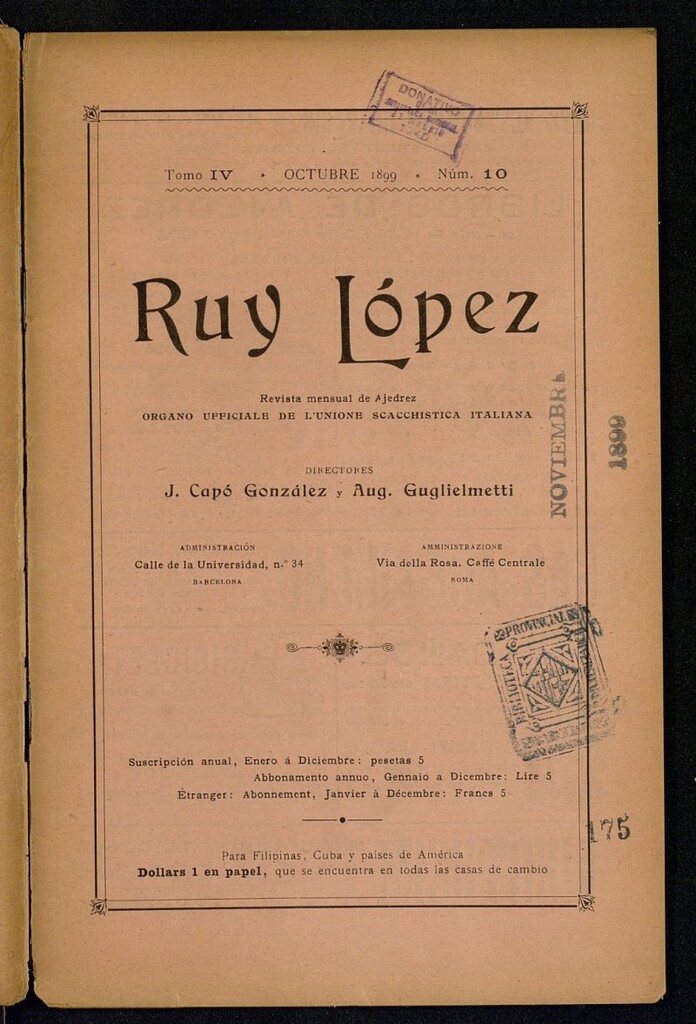 DONATIVO
Tomo IV • OCTUBRE 1899 • Núm. 10
Ruy López
Revista mensual de Ajedrez
ORGANO UFFICIALE DE L'UNIONE SCACCHISTICA ITALIANA
NOVIEMBRE
1899
DIRECTORES
J. Capó González y Aug. Guglielmetti
ADMINISTRACIÓN
Calle de la Universidad, n.º 34
BARCELONA
AMMINISTRAZIONE
Via della Rosa. Caffé Centrale
ROMA
PROVINCIAL
BIBLIOTECA
Suscripción anual, Enero á Diciembre: pesetas 5
Abbonamento annuo, Gennaio a Dicembre: Lire 5
Étranger: Abonnement, Janvier à Décembre: Francs 5
175
Para Filipinas, Cuba y países de América
Dollars 1 en papel, que se encuentra en todas las casas de cambio